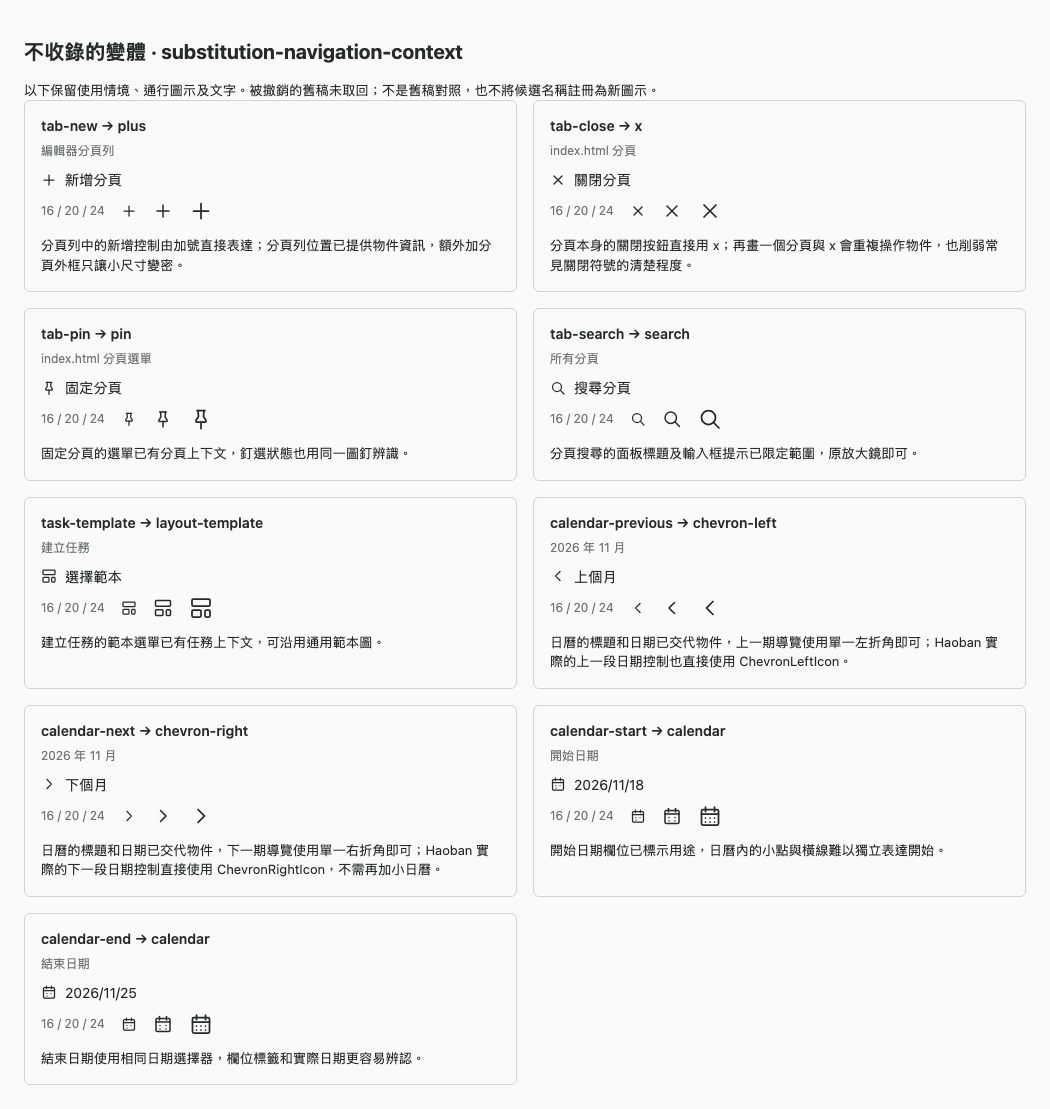 不收錄的變體 · substitution-navigation-context
以下保留使用情境、通行圖示及文字。被撤銷的舊稿未取回；不是舊稿對照，也不將候選名稱註冊為新圖示。
tab-new → plus
編輯器分頁列
新增分頁
16 / 20 / 24
分頁列中的新增控制由加號直接表達；分頁列位置已提供物件資訊，額外加分
頁外框只讓小尺寸變密。
tab-close → x
index.html 分頁
關閉分頁
16 / 20 / 24
分頁本身的關閉按鈕直接用 x；再畫一個分頁與 x 會重複操作物件，也削弱常
見關閉符號的清楚程度。
tab-pin → pin
index.html 分頁選單
固定分頁
16 / 20 / 24
固定分頁的選單已有分頁上下文，釘選狀態也用同一圖釘辨識。
tab-search → search
所有分頁
搜尋分頁
16 / 20 / 24
分頁搜尋的面板標題及輸入框提示已限定範圍，原放大鏡即可。
task-template → layout-template
建立任務
選擇範本
16 / 20 / 24
建立任務的範本選單已有任務上下文，可沿用通用範本圖。
calendar-previous → chevron-left
2026 年 11 月
上個月
16 / 20 / 24
日曆的標題和日期已交代物件，上一期導覽使用單一左折角即可；Haoban 實
際的上一段日期控制也直接使用 ChevronLeftIcon。
calendar-next → chevron-right
2026 年 11 月
下個月
16 / 20 / 24
日曆的標題和日期已交代物件，下一期導覽使用單一右折角即可；Haoban 實
際的下一段日期控制直接使用 ChevronRightIcon，不需再加小日曆。
calendar-start → calendar
開始日期
2026/11/18
16 / 20 / 24
開始日期欄位已標示用途，日曆內的小點與橫線難以獨立表達開始。
calendar-end → calendar
結束日期
2026/11/25
16 / 20 / 24
結束日期使用相同日期選擇器，欄位標籤和實際日期更容易辨認。